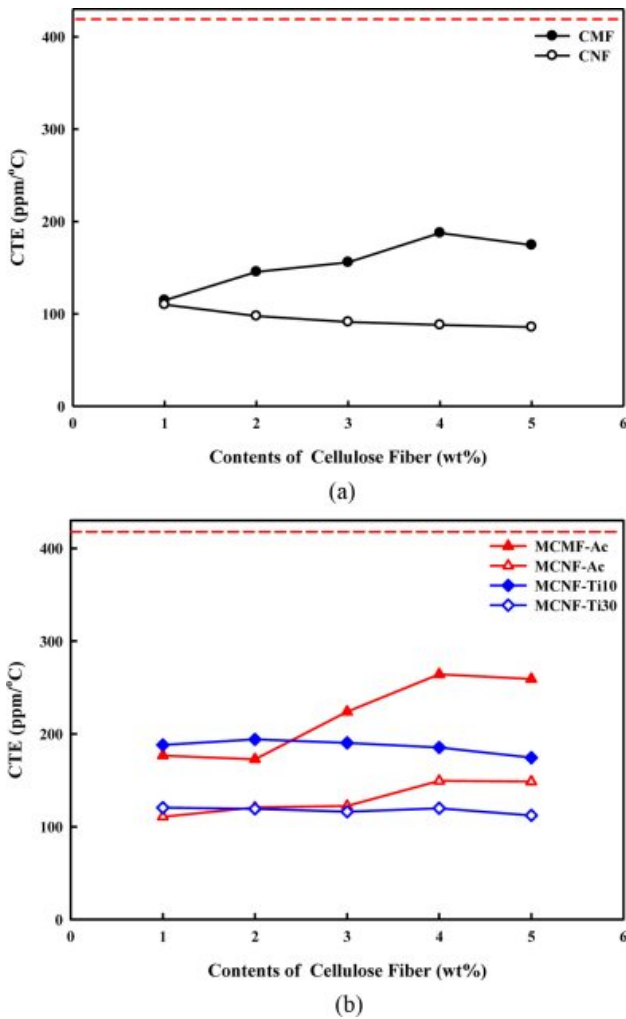 400
300
200
100
0
CTE (ppm/°C)
CMF
CNF
0 1 2 3 4 5 6
Contents of Cellulose Fiber (wt%)
(a)
400
300
200
100
0
CTE (ppm/°C)
MCMF-Ac
MCNF-Ac
MCNF-Ti10
MCNF-Ti30
0 1 2 3 4 5 6
Contents of Cellulose Fiber (wt%)
(b)